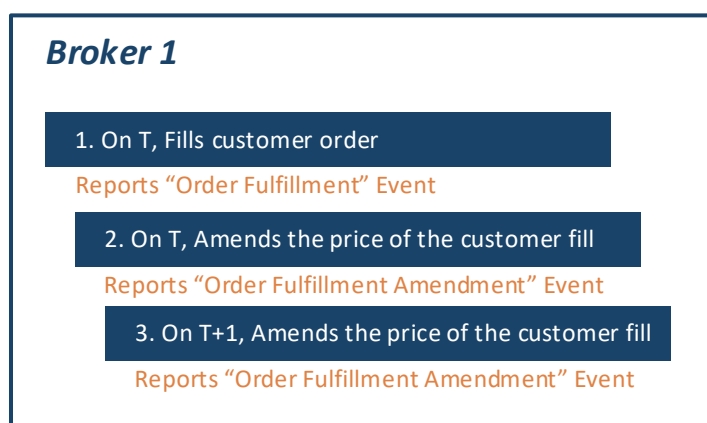 Broker 1
1. On T, Fills customer order
Reports “Order Fulfillment” Event
2. On T, Amends the price of the customer fill
Reports “Order Fulfillment Amendment” Event
3. On T+1, Amends the price of the customer fill
Reports “Order Fulfillment Amendment” Event